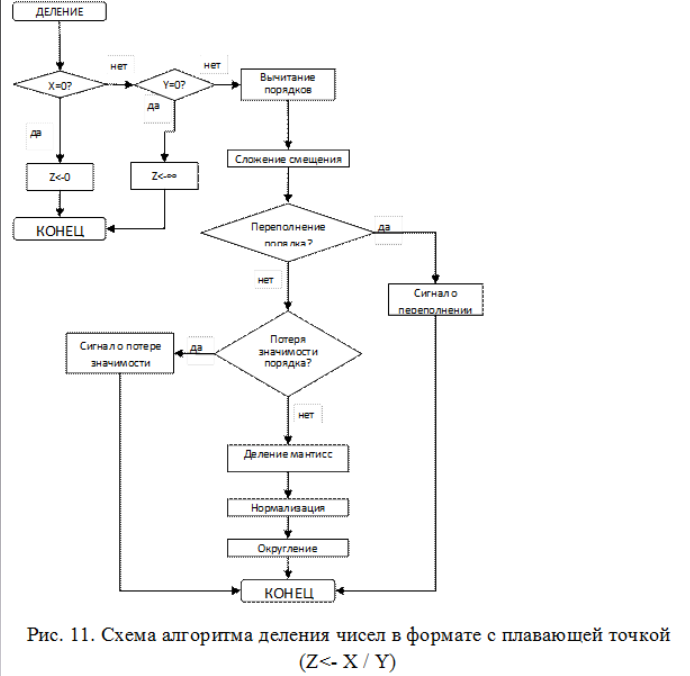 ДЕЛЕНИЕ
X=0?
нет
Y=0?
нет
Вычитание
порядков
да
да
Z<-0
Z<-∞
КОНЕЦ
Сложение смещения
Переполнение
порядка?
да
нет
Сигнал о
переполнении
Потеря
значимости
порядка?
да
Сигнал о потере
значимости
нет
Деление мантисс
Нормализация
Округление
КОНЕЦ
Рис. 11. Схема алгоритма деления чисел в формате с плавающей точкой
(Z<- X / Y)